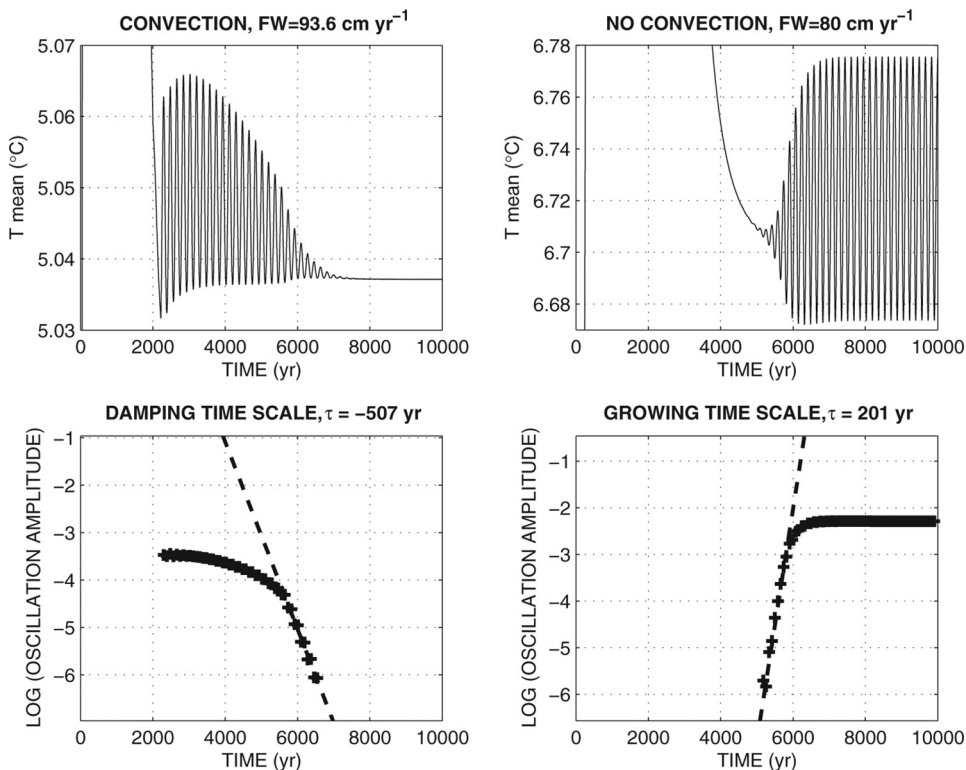 CONVECTION, FW=93.6 cm yr⁻¹
5.07
5.06
5.05
5.04
5.03
T mean (°C)
0 2000 4000 6000 8000 10000
TIME (yr)
NO CONVECTION, FW=80 cm yr⁻¹
6.78
6.76
6.74
6.72
6.7
6.68
T mean (°C)
0 2000 4000 6000 8000 10000
TIME (yr)
DAMPING TIME SCALE, τ = −507 yr
−1
−2
−3
−4
−5
−6
LOG (OSCILLATION AMPLITUDE)
0 2000 4000 6000 8000 10000
TIME (yr)
GROWING TIME SCALE, τ = 201 yr
−1
−2
−3
−4
−5
−6
LOG (OSCILLATION AMPLITUDE)
0 2000 4000 6000 8000 10000
TIME (yr)